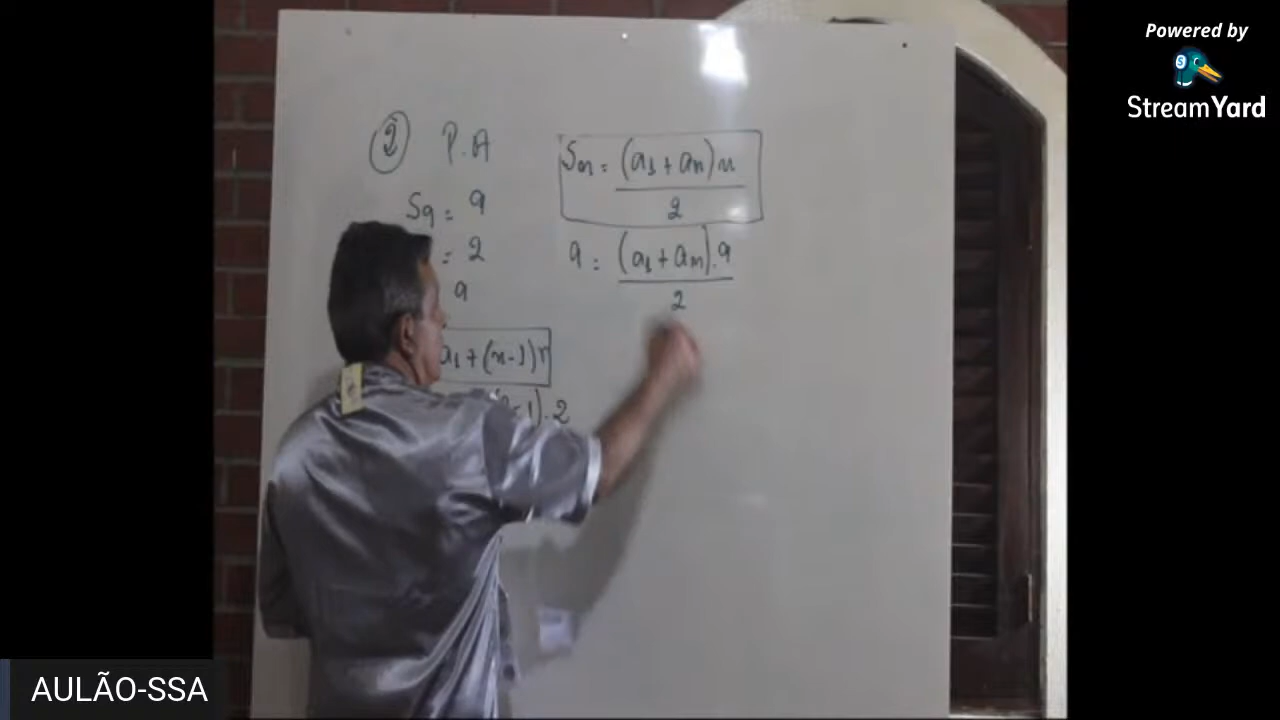 Powered by
StreamYard
2 P.A
Sn = (a1 + an)n
2
S9 = 9
= 2
9 = (a1 + an).9
2
9
a1 + (n-1)r
-1).2
AULÃO-SSA